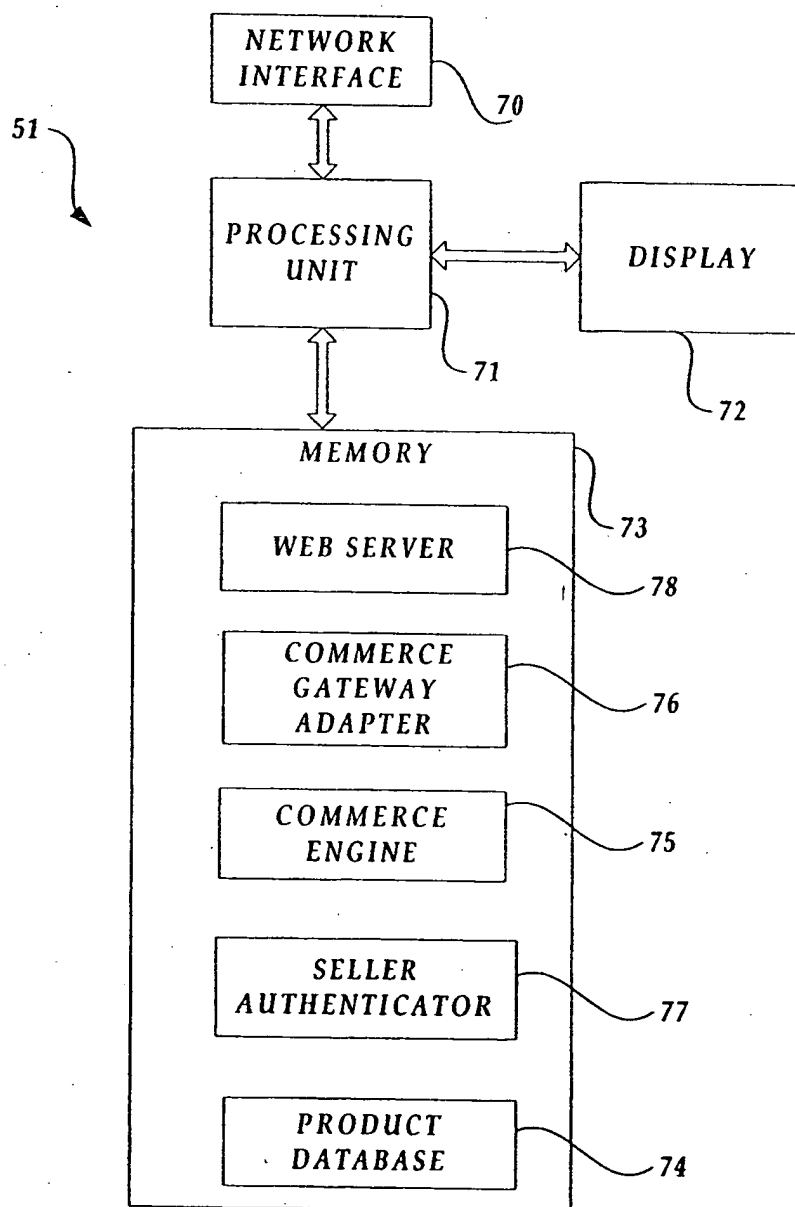 NETWORK
INTERFACE
70
51
PROCESSING
UNIT
71
DISPLAY
72
MEMORY
73
WEB SERVER
78
COMMERCE
GATEWAY
ADAPTER
76
COMMERCE
ENGINE
75
SELLER
AUTHENTICATOR
77
PRODUCT
DATABASE
74